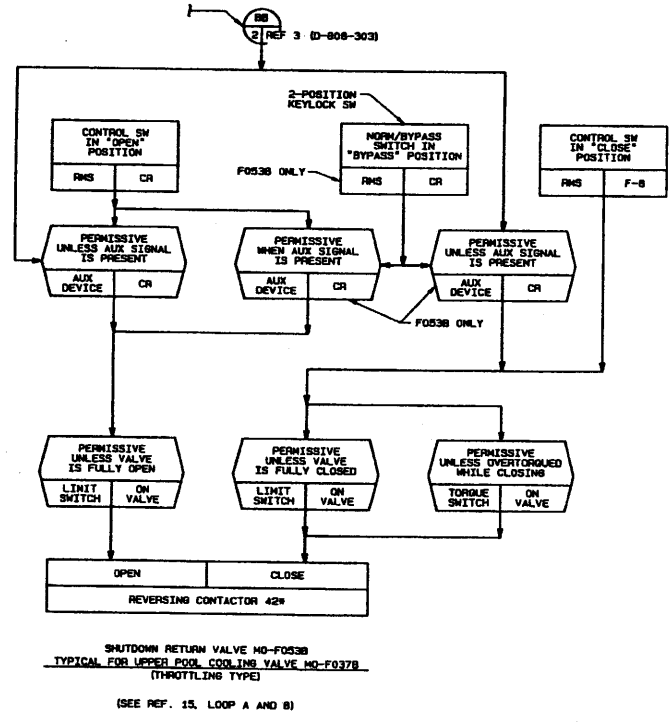 BB
2 REF 3 (D-806-303)
2-POSITION
KEYLOCK SW
CONTROL SW
IN "OPEN"
POSITION
RMS CR
NORM/BYPASS
SWITCH IN
"BYPASS" POSITION
RMS CR
CONTROL SW
IN "CLOSE"
POSITION
RMS F-6
F053B ONLY
PERMISSIVE
UNLESS AUX SIGNAL
IS PRESENT
AUX
DEVICE CR
PERMISSIVE
WHEN AUX SIGNAL
IS PRESENT
AUX
DEVICE CR
PERMISSIVE
UNLESS AUX SIGNAL
IS PRESENT
AUX
DEVICE CR
F053B ONLY
PERMISSIVE
UNLESS VALVE
IS FULLY OPEN
LIMIT ON
SWITCH VALVE
PERMISSIVE
UNLESS VALVE
IS FULLY CLOSED
LIMIT ON
SWITCH VALVE
PERMISSIVE
UNLESS OVERTORQUED
WHILE CLOSING
TORQUE ON
SWITCH VALVE
OPEN CLOSE
REVERSING CONTACTOR 42*
SHUTDOWN RETURN VALVE MO-F053B
TYPICAL FOR UPPER POOL COOLING VALVE MO-F037B
(THROTTLING TYPE)
(SEE REF. 15, LOOP A AND B)